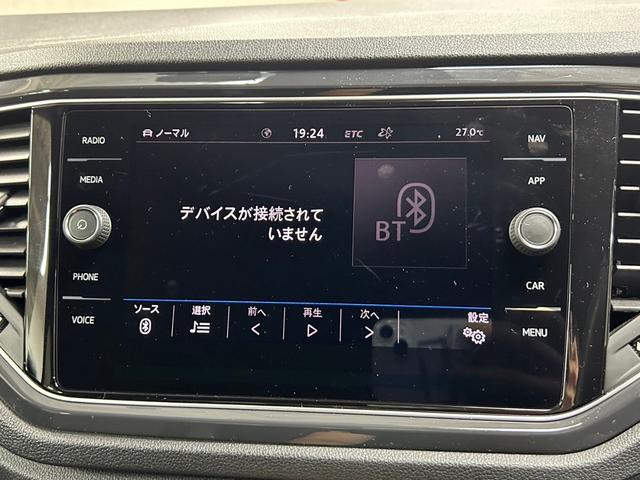 RADIO
MEDIA
PHONE
VOICE
ノーマル 19:24 ETC 27.0℃
デバイスが接続されて
いません
BT
ソース 選択 前へ 再生 次へ 設定
NAV
APP
CAR
MENU